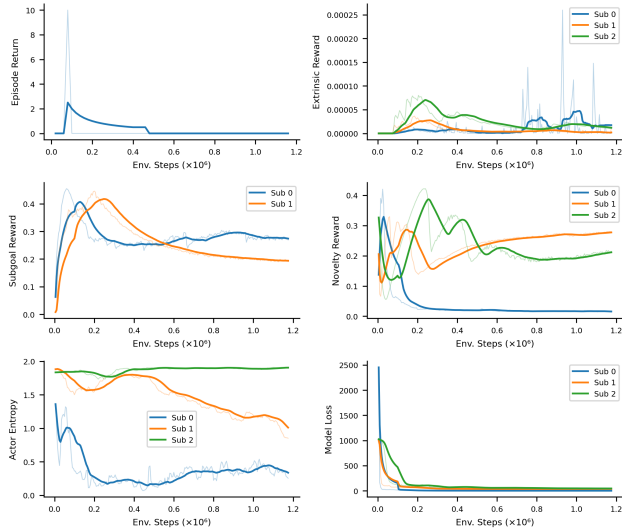 Episode Return
10
8
6
4
2
0
0.0 0.2 0.4 0.6 0.8 1.0 1.2
Env. Steps (×10⁶)
Extrinsic Reward
0.00025
0.00020
0.00015
0.00010
0.00005
0.00000
Sub 0
Sub 1
Sub 2
0.0 0.2 0.4 0.6 0.8 1.0 1.2
Env. Steps (×10⁶)
Subgoal Reward
0.4
0.3
0.2
0.1
0.0
Sub 0
Sub 1
0.0 0.2 0.4 0.6 0.8 1.0 1.2
Env. Steps (×10⁶)
Novelty Reward
0.4
0.3
0.2
0.1
0.0
Sub 0
Sub 1
Sub 2
0.0 0.2 0.4 0.6 0.8 1.0 1.2
Env. Steps (×10⁶)
Actor Entropy
2.0
1.5
1.0
0.5
0.0
Sub 0
Sub 1
Sub 2
0.0 0.2 0.4 0.6 0.8 1.0 1.2
Env. Steps (×10⁶)
Model Loss
2500
2000
1500
1000
500
0
Sub 0
Sub 1
Sub 2
0.0 0.2 0.4 0.6 0.8 1.0 1.2
Env. Steps (×10⁶)